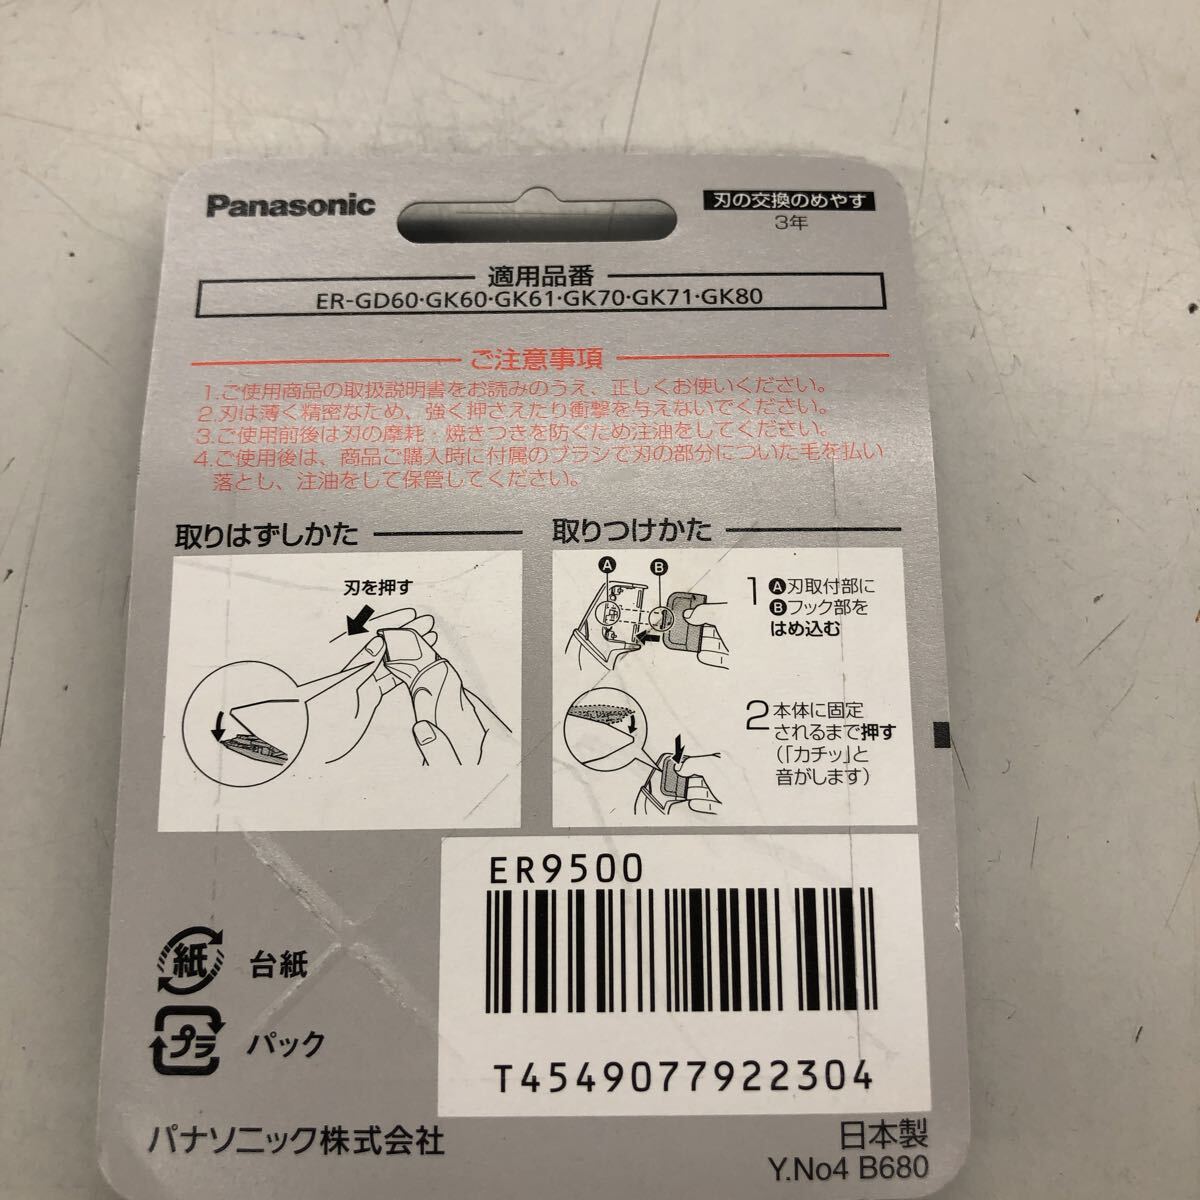 Panasonic
刃の交換のめやす
3年
適用品番
ER-GD60·GK60·GK61·GK70·GK71·GK80
ご注意事項
1.ご使用商品の取扱説明書をお読みのうえ、正しくお使いください。
2.刃は薄く精密なため、強く押さえたり衝撃を与えないでください。
3.ご使用前後は刃の摩耗・焼きつきを防ぐため注油をしてください。
4.ご使用後は、商品ご購入時に付属のブラシで刃の部分についた毛を払い
落とし、注油をして保管してください。
取りはずしかた
刃を押す
取りつけかた
A B
1 A刃取付部に
Bフック部を
はめ込む
2 本体に固定
されるまで押す
(「カチッ」と
音がします)
ER9500
T4549077922304
紙 台紙
プラ パック
パナソニック株式会社
日本製
Y.No4 B680